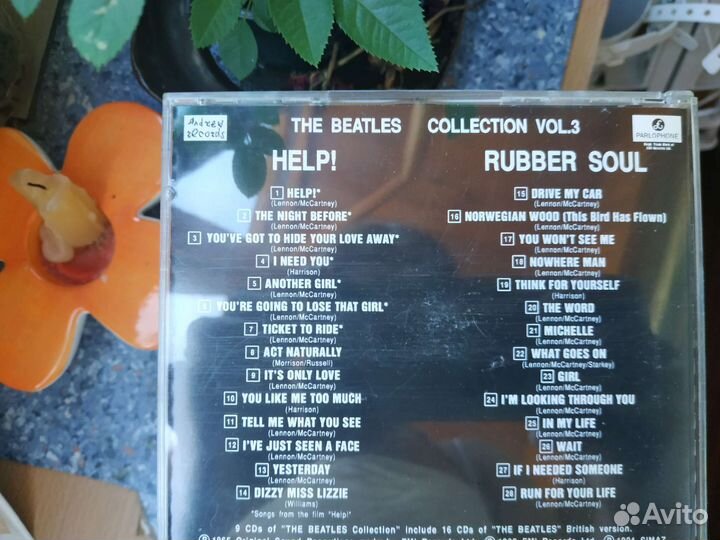 Andrew
records
THE BEATLES COLLECTION VOL.3
PARLOPHONE
HELP!
1 HELP!*
(Lennon/McCartney)
2 THE NIGHT BEFORE*
(Lennon/McCartney)
3 YOU'VE GOT TO HIDE YOUR LOVE AWAY*
(Lennon/McCartney)
4 I NEED YOU*
(Harrison)
5 ANOTHER GIRL*
(Lennon/McCartney)
6 YOU'RE GOING TO LOSE THAT GIRL*
(Lennon/McCartney)
7 TICKET TO RIDE*
(Lennon/McCartney)
8 ACT NATURALLY
(Morrison/Russell)
9 IT'S ONLY LOVE
(Lennon/McCartney)
10 YOU LIKE ME TOO MUCH
(Harrison)
11 TELL ME WHAT YOU SEE
(Lennon/McCartney)
12 I'VE JUST SEEN A FACE
(Lennon/McCartney)
13 YESTERDAY
(Lennon/McCartney)
14 DIZZY MISS LIZZIE
(Williams)
*Songs from the film "Help!"
RUBBER SOUL
15 DRIVE MY CAR
(Lennon/McCartney)
16 NORWEGIAN WOOD (This Bird Has Flown)
(Lennon/McCartney)
17 YOU WON'T SEE ME
(Lennon/McCartney)
18 NOWHERE MAN
(Lennon/McCartney)
19 THINK FOR YOURSELF
(Harrison)
20 THE WORD
(Lennon/McCartney)
21 MICHELLE
(Lennon/McCartney)
22 WHAT GOES ON
(Lennon/McCartney/Starkey)
23 GIRL
(Lennon/McCartney)
24 I'M LOOKING THROUGH YOU
(Lennon/McCartney)
25 IN MY LIFE
(Lennon/McCartney)
26 WAIT
(Lennon/McCartney)
27 IF I NEEDED SOMEONE
(Harrison)
28 RUN FOR YOUR LIFE
(Lennon/McCartney)
9 CDs of "THE BEATLES Collection" include 16 CDs of "THE BEATLES" British version.
Avito